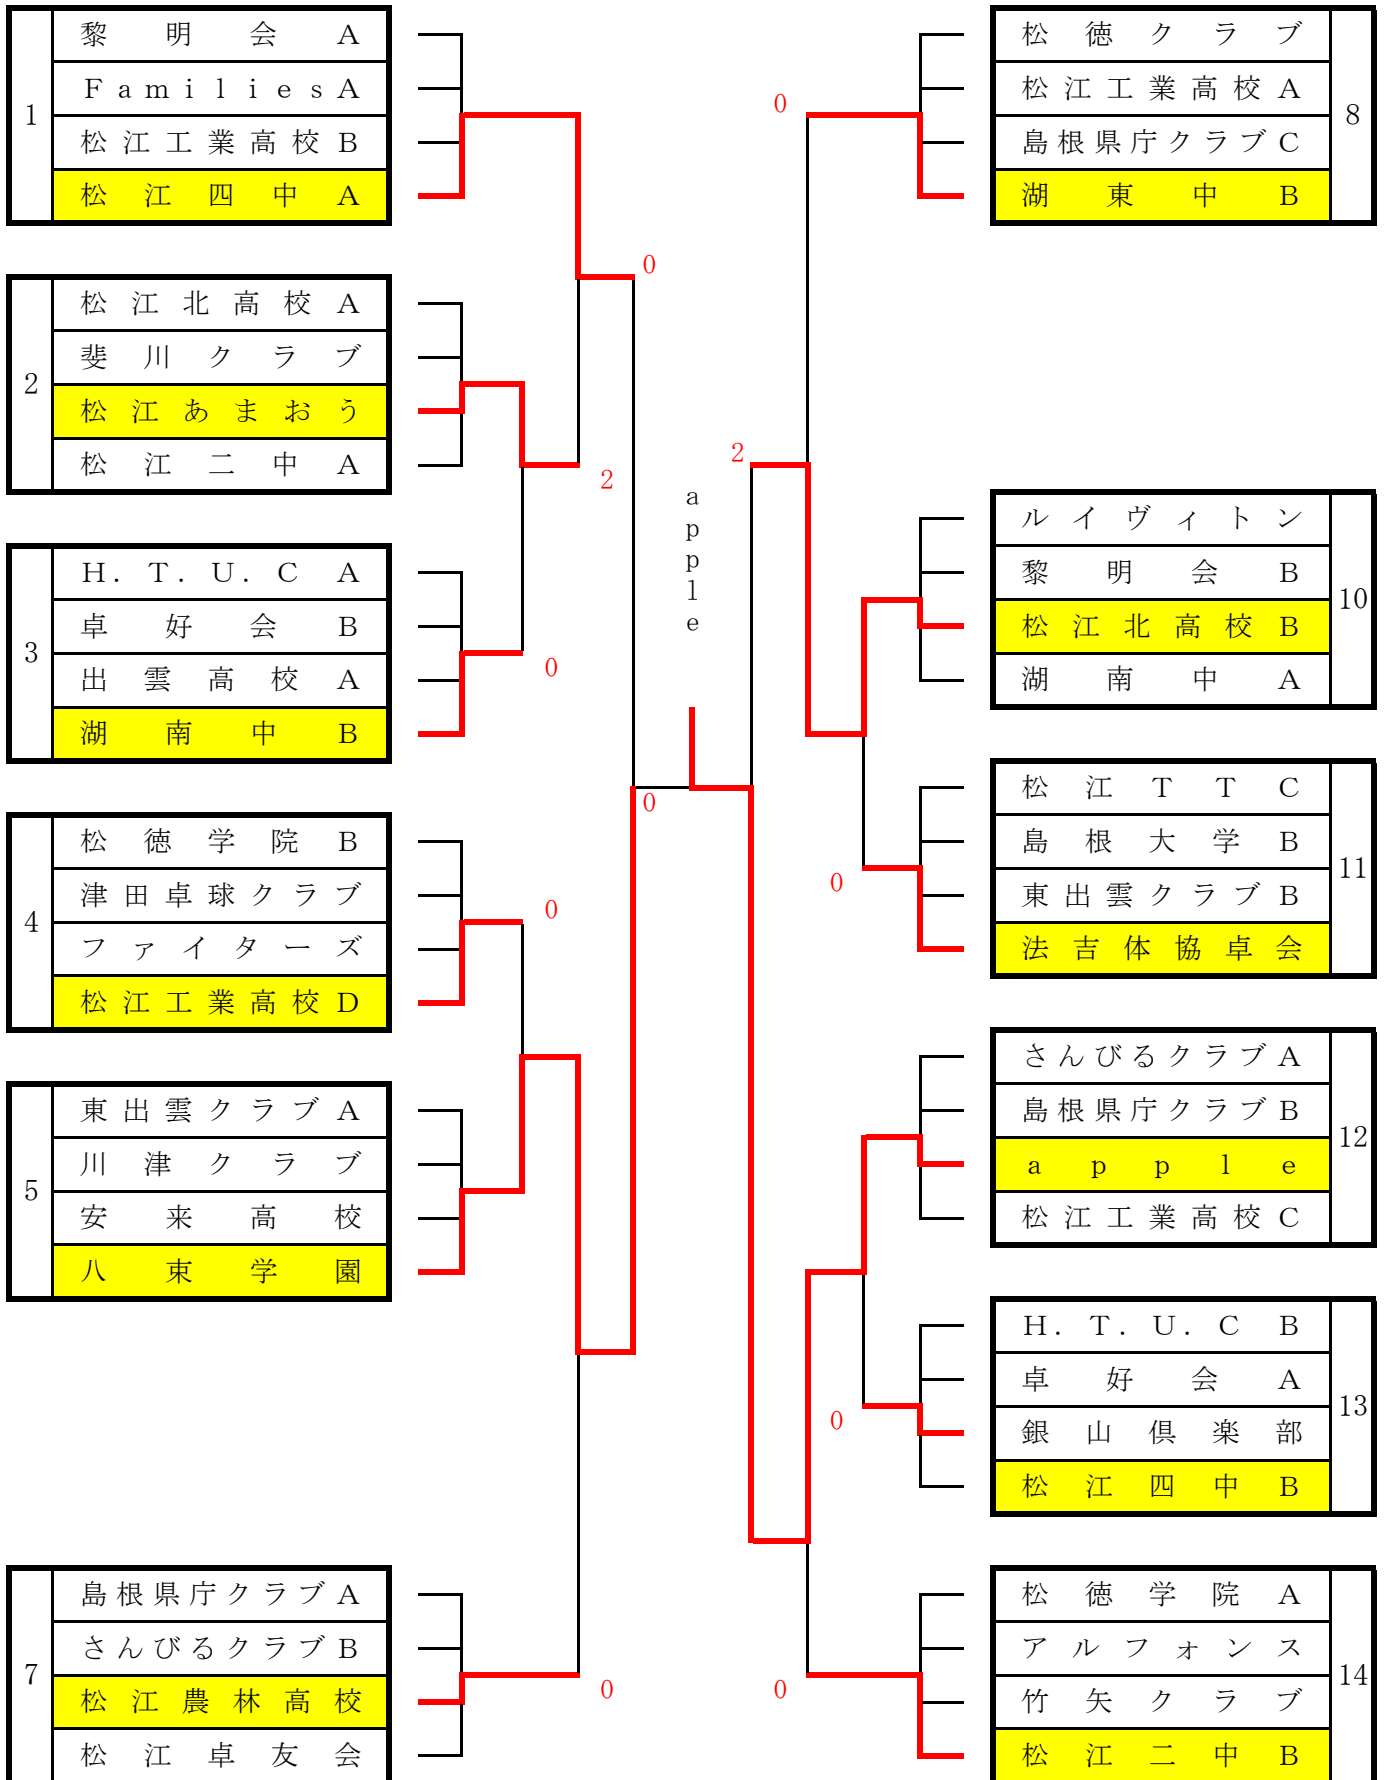 1
黎明会A
FamiliesA
松江工業高校B
松江四中A
2
松江北高校A
斐川クラブ
松江あまおう
松江二中A
3
H.T.U.C A
卓好会B
出雲高校A
湖南中B
4
松徳学院B
津田卓球クラブ
ファイターズ
松江工業高校D
5
東出雲クラブA
川津クラブ
安来高校
八束学園
7
島根県庁クラブA
さんびるクラブB
松江農林高校
松江卓友会
0
2
0
0
0
0
apple
0
2
0
0
0
松徳クラブ
松江工業高校A
島根県庁クラブC
湖東中B
8
ルイヴィトン
黎明会B
松江北高校B
湖南中A
10
松江TTC
島根大学B
東出雲クラブB
法吉体協卓会
11
さんびるクラブA
島根県庁クラブB
apple
松江工業高校C
12
H.T.U.C B
卓好会A
銀山倶楽部
松江四中B
13
松徳学院A
アルフォンス
竹矢クラブ
松江二中B
14